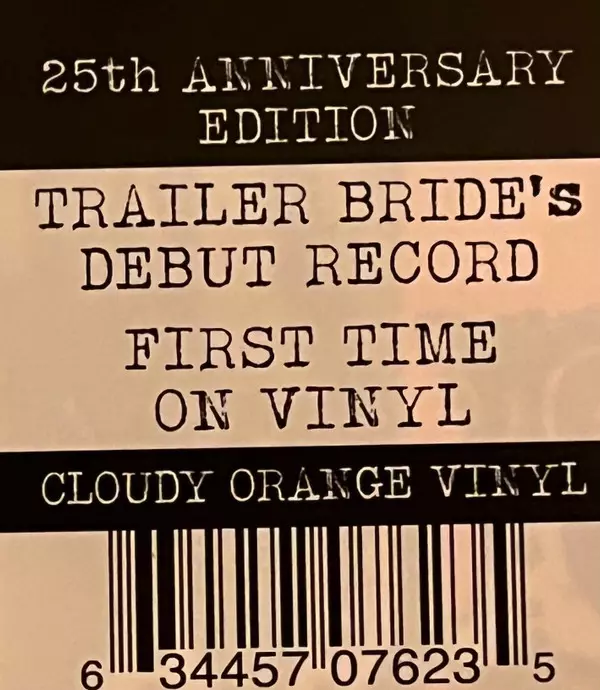 25th ANNIVERSARY
EDITION
TRAILER BRIDE's
DEBUT RECORD
FIRST TIME
ON VINYL
CLOUDY ORANGE VINYL
6 34457 07623 5